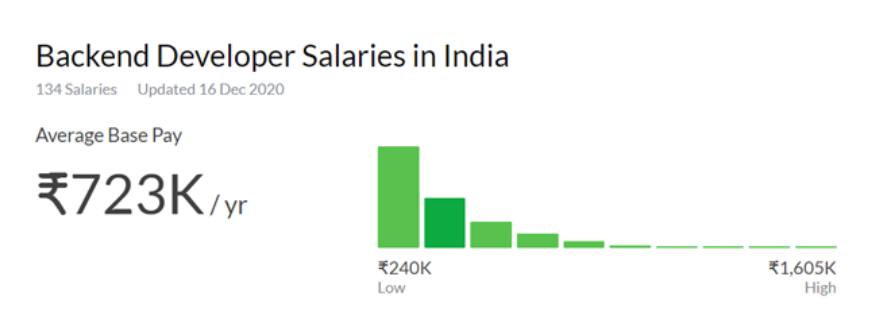 Backend Developer Salaries in India
134 Salaries Updated 16 Dec 2020
Average Base Pay
₹723K / yr
₹240K ₹1,605K
Low High